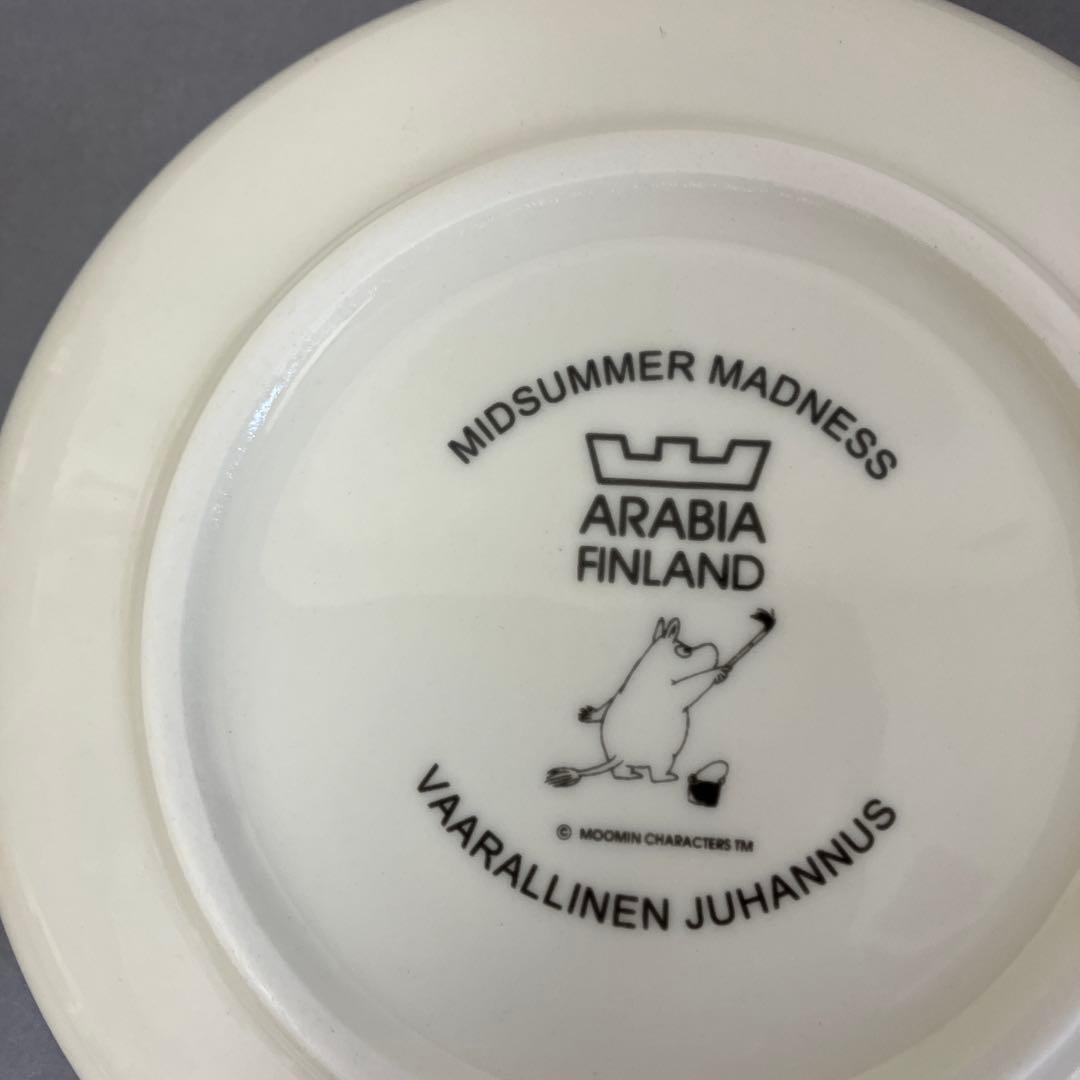 MIDSUMMER MADNESS
ARABIA
FINLAND
© MOOMIN CHARACTERS TM
VAARALLINEN JUHANNUS